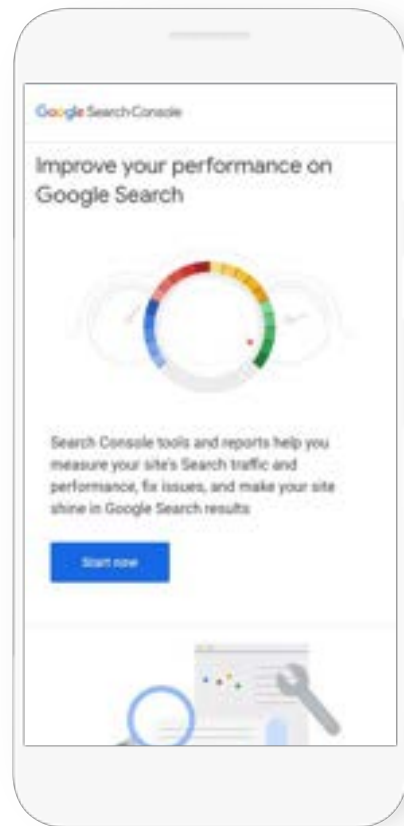 Google Search Console
Improve your performance on
Google Search
Search Console tools and reports help you
measure your site's Search traffic and
performance, fix issues, and make your site
shine in Google Search results
Start now